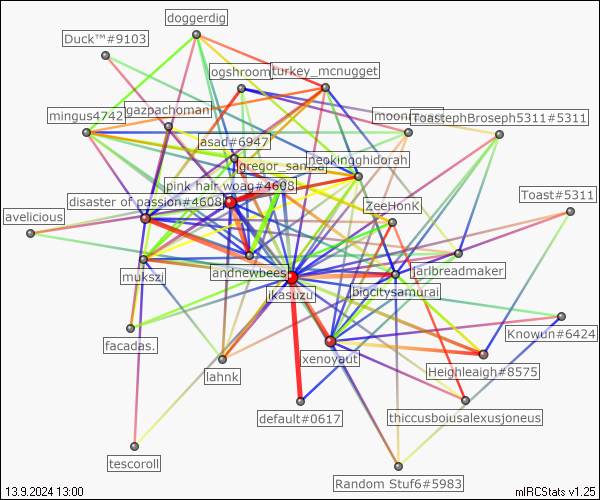 doggerdig
Duck™#9103
ogshroom
turkey_mcnugget
mingus4742
gazpachoman
ToastephBroseph5311#5311
asad#6947
neokingghidorah
pink hair woag#4608
disaster of passion#4608
ZeeHonK
Toast#5311
avelicious
mukszi
andnewbees
jarlbreadmaker
ikasuzu
bigcitysamurai
facadas.
xenoyaut
Knowun#6424
lahnk
Heighleaigh#8575
default#0617
thiccusboiusalexusjoneus
tescoroll
Random Stuf6#5983
13.9.2024 13:00
mIRCStats v1.25